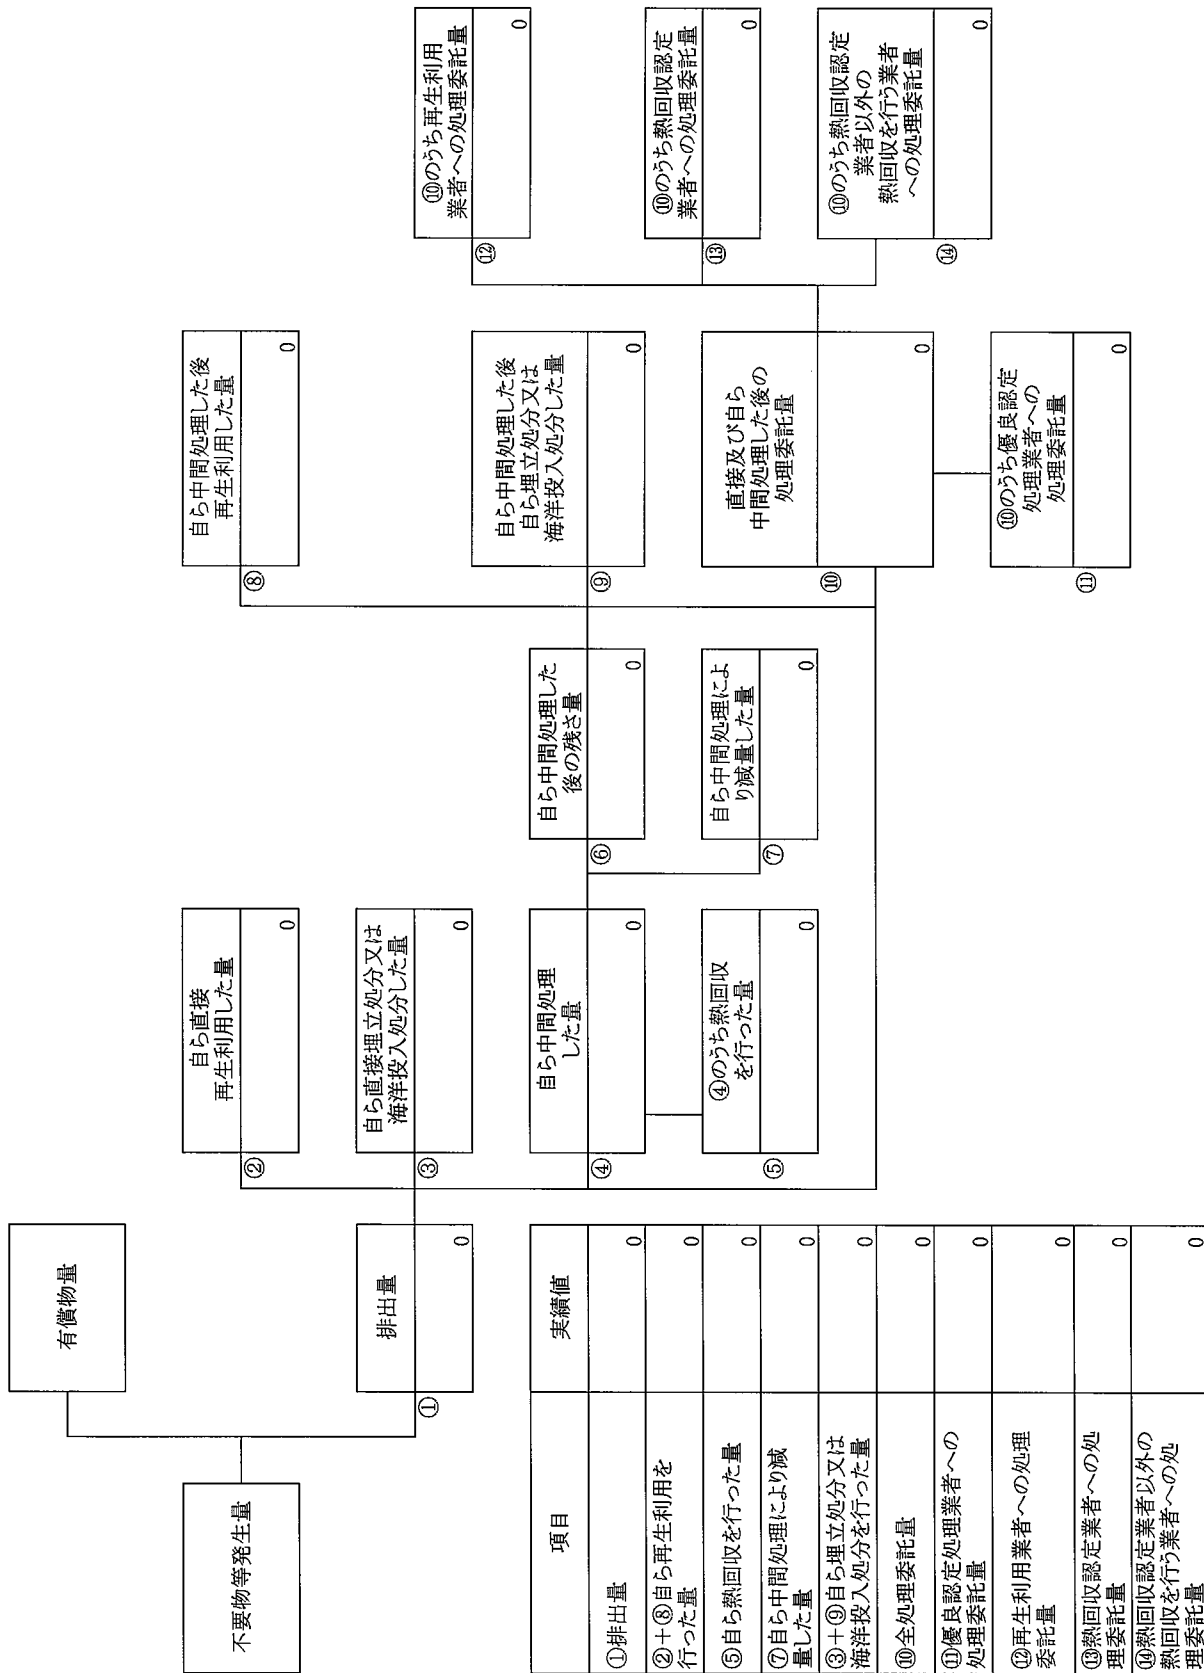 不要物等発生量
有償物量
①
排出量
0
②
自ら直接
再生利用した量
0
③
自ら直接埋立処分又は
海洋投入処分した量
0
④
自ら中間処理
した量
0
⑤
④のうち熱回収
を行った量
0
⑥
自ら中間処理した
後の残さ量
0
⑦
自ら中間処理によ
り減量した量
0
⑧
自ら中間処理した後
再生利用した量
0
⑨
自ら中間処理した後
自ら埋立処分又は
海洋投入処分した量
0
⑩
直接及び自ら
中間処理した後の
処理委託量
0
⑪
⑩のうち優良認定
処理業者への
処理委託量
0
⑫
⑩のうち再生利用
業者への処理委託量
0
⑬
⑩のうち熱回収認定
業者への処理委託量
0
⑭
⑩のうち熱回収認定
業者以外の
熱回収を行う業者
への処理委託量
0
項目
実績値
①排出量
0
②+⑧自ら再生利用を
行った量
0
⑤自ら熱回収を行った量
0
⑦自ら中間処理により減
量した量
0
③+⑨自ら埋立処分又は
海洋投入処分を行った量
0
⑩全処理委託量
0
⑪優良認定処理業者への
処理委託量
0
⑫再生利用業者への処理
委託量
0
⑬熱回収認定業者への処
理委託量
0
⑭熱回収認定業者以外の
熱回収を行う業者への処
理委託量
0